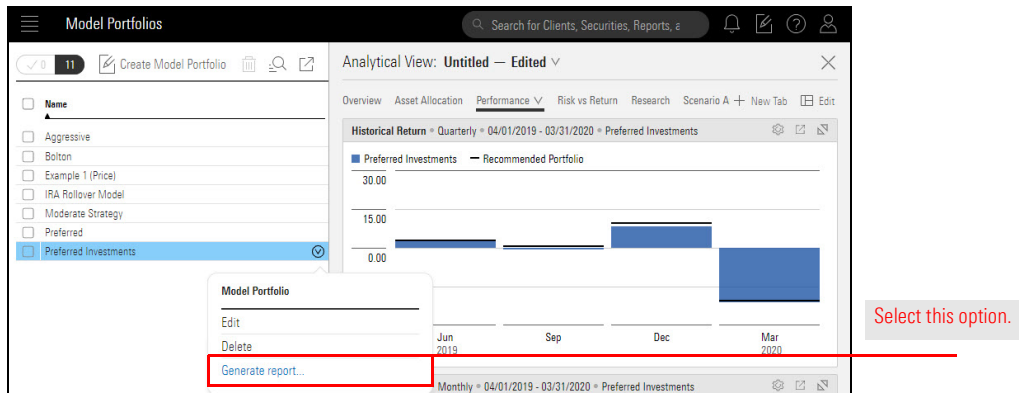 Model Portfolios
Search for Clients, Securities, Reports, a
0 11 Create Model Portfolio
Analytical View: Untitled — Edited
Name
Overview Asset Allocation Performance Risk vs Return Research Scenario A New Tab Edit
Historical Return • Quarterly • 04/01/2019 - 03/31/2020 • Preferred Investments
Aggressive
Bolton
Example 1 (Price)
IRA Rollover Model
Moderate Strategy
Preferred
Preferred Investments
Preferred Investments Recommended Portfolio
30.00
15.00
0.00
Jun Sep Dec Mar
2019 2020
Model Portfolio
Edit
Delete
Generate report...
Monthly • 04/01/2019 - 03/31/2020 • Preferred Investments
Select this option.